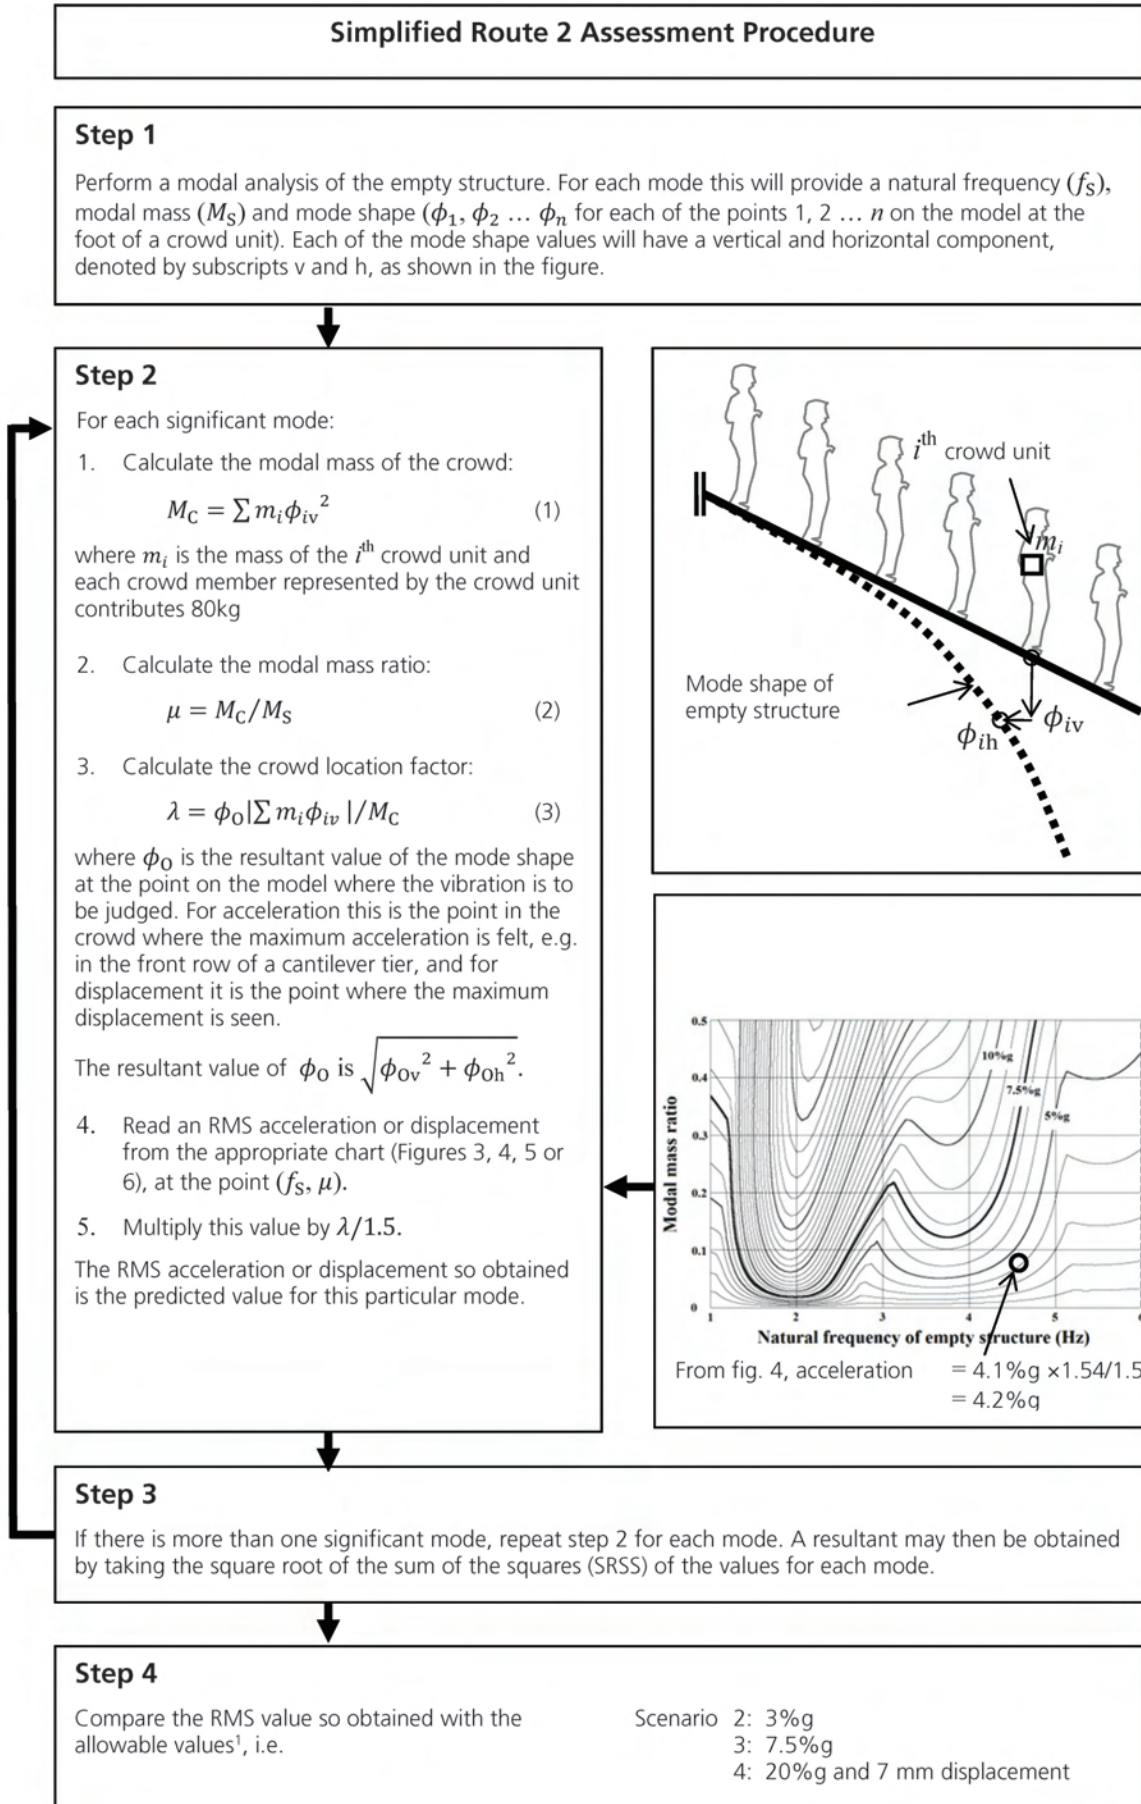 Simplified Route 2 Assessment Procedure
Step 1
Perform a modal analysis of the empty structure. For each mode this will provide a natural frequency (fS),
modal mass (MS) and mode shape (ϕ1, ϕ2 … ϕn for each of the points 1, 2 … n on the model at the
foot of a crowd unit). Each of the mode shape values will have a vertical and horizontal component,
denoted by subscripts v and h, as shown in the figure.
Step 2
For each significant mode:
1. Calculate the modal mass of the crowd:
MC = ∑ miϕiv² (1)
where mi is the mass of the ith crowd unit and
each crowd member represented by the crowd unit
contributes 80kg
2. Calculate the modal mass ratio:
μ = MC/MS (2)
3. Calculate the crowd location factor:
λ = ϕO|∑ miϕiv |/MC (3)
where ϕO is the resultant value of the mode shape
at the point on the model where the vibration is to
be judged. For acceleration this is the point in the
crowd where the maximum acceleration is felt, e.g.
in the front row of a cantilever tier, and for
displacement it is the point where the maximum
displacement is seen.
The resultant value of ϕO is √(ϕOv² + ϕOh²).
4. Read an RMS acceleration or displacement
from the appropriate chart (Figures 3, 4, 5 or
6), at the point (fS, μ).
5. Multiply this value by λ/1.5.
The RMS acceleration or displacement so obtained
is the predicted value for this particular mode.
ith crowd unit
mi
Mode shape of
empty structure
ϕiv
ϕih
0.5
0.4
0.3
0.2
0.1
0
Modal mass ratio
10%g
7.5%g
5%g
1 2 3 4 5 6
Natural frequency of empty structure (Hz)
From fig. 4, acceleration = 4.1%g ×1.54/1.5
= 4.2%g
Step 3
If there is more than one significant mode, repeat step 2 for each mode. A resultant may then be obtained
by taking the square root of the sum of the squares (SRSS) of the values for each mode.
Step 4
Compare the RMS value so obtained with the
allowable values¹, i.e.
Scenario 2: 3%g
3: 7.5%g
4: 20%g and 7 mm displacement